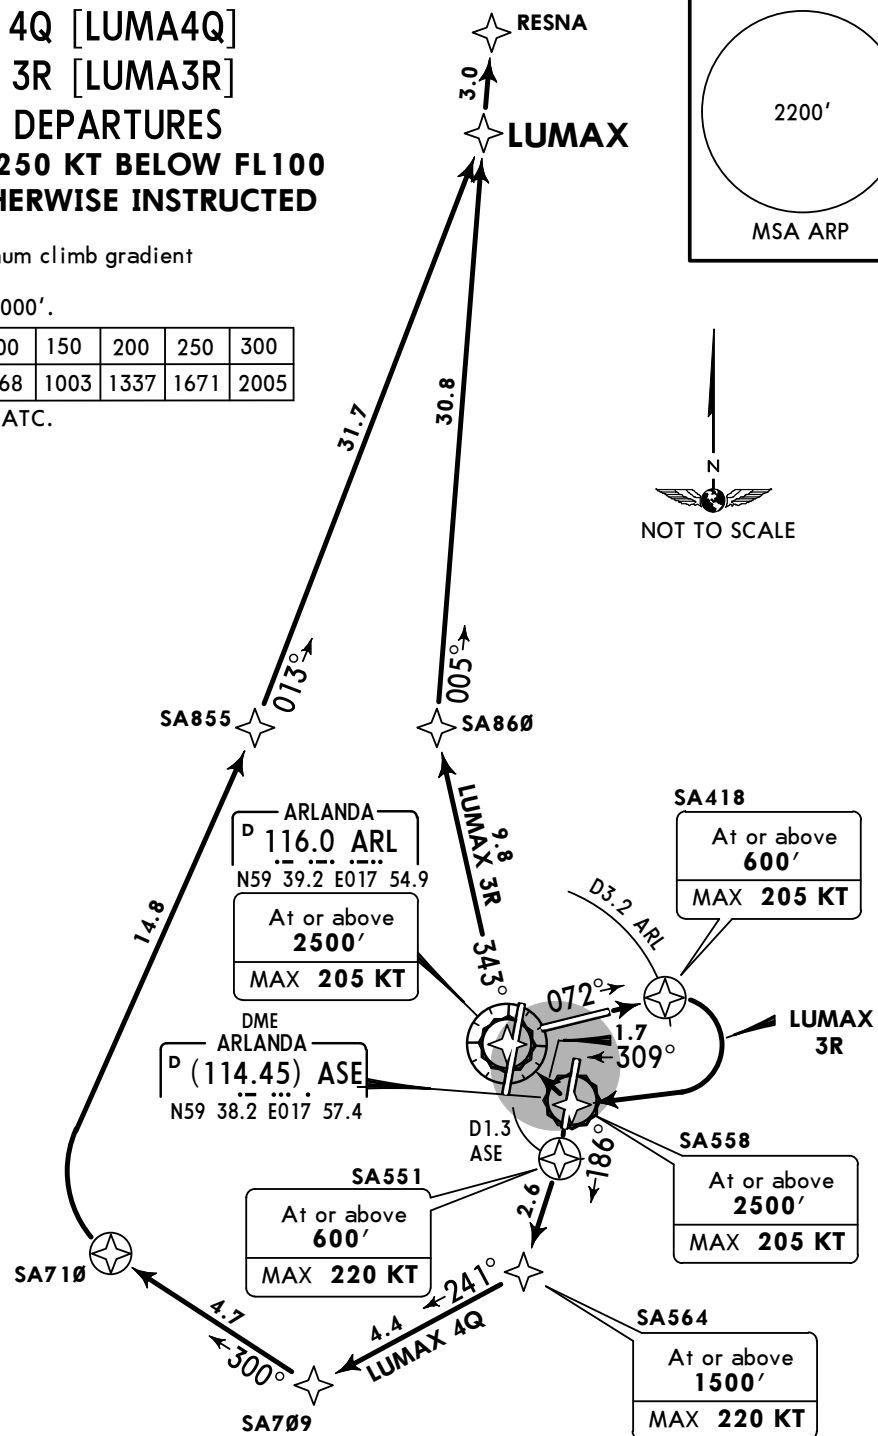 4Q [LUMA4Q]
3R [LUMA3R]
DEPARTURES
250 KT BELOW FL100
HERWISE INSTRUCTED
um climb gradient
000'.
00 150 200 250 300
68 1003 1337 1671 2005
ATC.
RESNA
3.0
LUMAX
2200'
MSA ARP
N
NOT TO SCALE
31.7
30.8
013°
005°
SA855
SA86Ø
14.8
9.8
LUMAX 3R
343°
ARLANDA
D 116.0 ARL
N59 39.2 E017 54.9
At or above
2500'
MAX 205 KT
SA418
At or above
600'
MAX 205 KT
D3.2 ARL
072°
LUMAX
3R
1.7
309°
DME
ARLANDA
D (114.45) ASE
N59 38.2 E017 57.4
D1.3
ASE
186°
SA558
At or above
2500'
MAX 205 KT
SA551
At or above
600'
MAX 220 KT
2.6
SA71Ø
4.7
300°
241°
4.4
LUMAX 4Q
SA7Ø9
SA564
At or above
1500'
MAX 220 KT